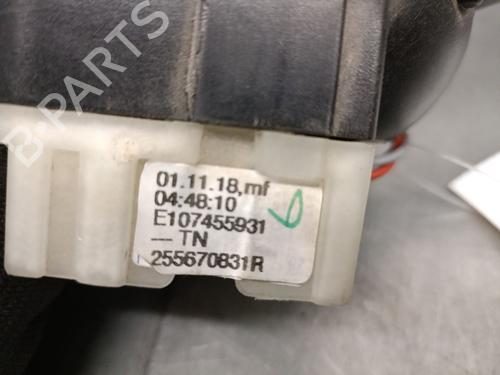 B-PARTS
01.11.18,mf
04:48:10
E107455931
— TN
255670831R